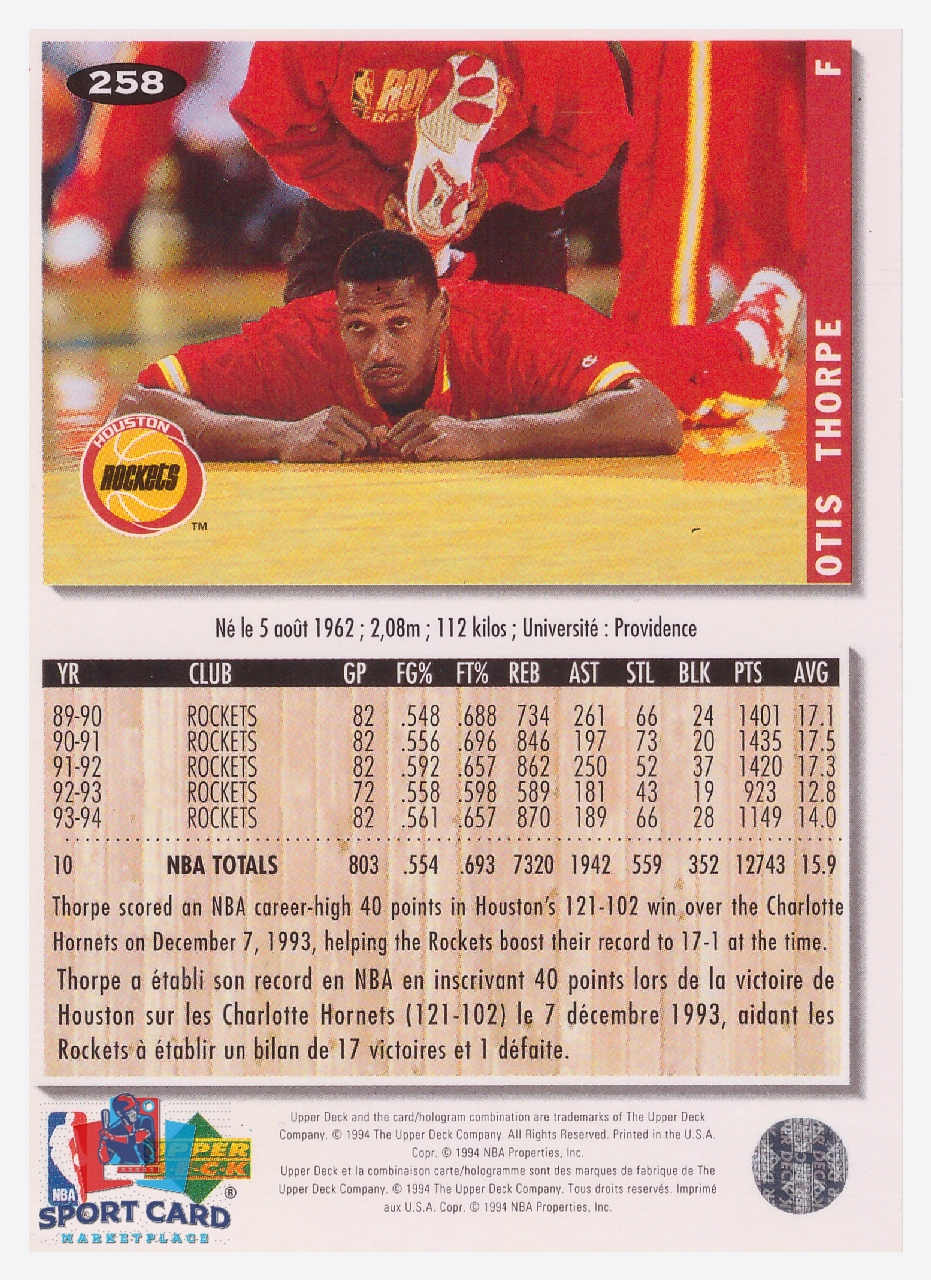 258
F
OTIS THORPE
HOUSTON
ROCKETS
TM
Né le 5 août 1962 ; 2,08m ; 112 kilos ; Université : Providence
YR CLUB GP FG% FT% REB AST STL BLK PTS AVG
89-90 ROCKETS 82 .548 .688 734 261 66 24 1401 17.1
90-91 ROCKETS 82 .556 .696 846 197 73 20 1435 17.5
91-92 ROCKETS 82 .592 .657 862 250 52 37 1420 17.3
92-93 ROCKETS 72 .558 .598 589 181 43 19 923 12.8
93-94 ROCKETS 82 .561 .657 870 189 66 28 1149 14.0
10 NBA TOTALS 803 .554 .693 7320 1942 559 352 12743 15.9
Thorpe scored an NBA career-high 40 points in Houston's 121-102 win over the Charlotte
Hornets on December 7, 1993, helping the Rockets boost their record to 17-1 at the time.
Thorpe a établi son record en NBA en inscrivant 40 points lors de la victoire de
Houston sur les Charlotte Hornets (121-102) le 7 décembre 1993, aidant les
Rockets à établir un bilan de 17 victoires et 1 défaite.
Upper Deck and the card/hologram combination are trademarks of The Upper Deck
Company. © 1994 The Upper Deck Company. All Rights Reserved. Printed in the U.S.A.
Copr. © 1994 NBA Properties, Inc.
Upper Deck et la combinaison carte/hologramme sont des marques de fabrique de The
Upper Deck Company. © 1994 The Upper Deck Company. Tous droits reservés. Imprimé
aux U.S.A. Copr. © 1994 NBA Properties, Inc.
UPPER
DECK
®
NBA
SPORT CARD
MARKETPLACE